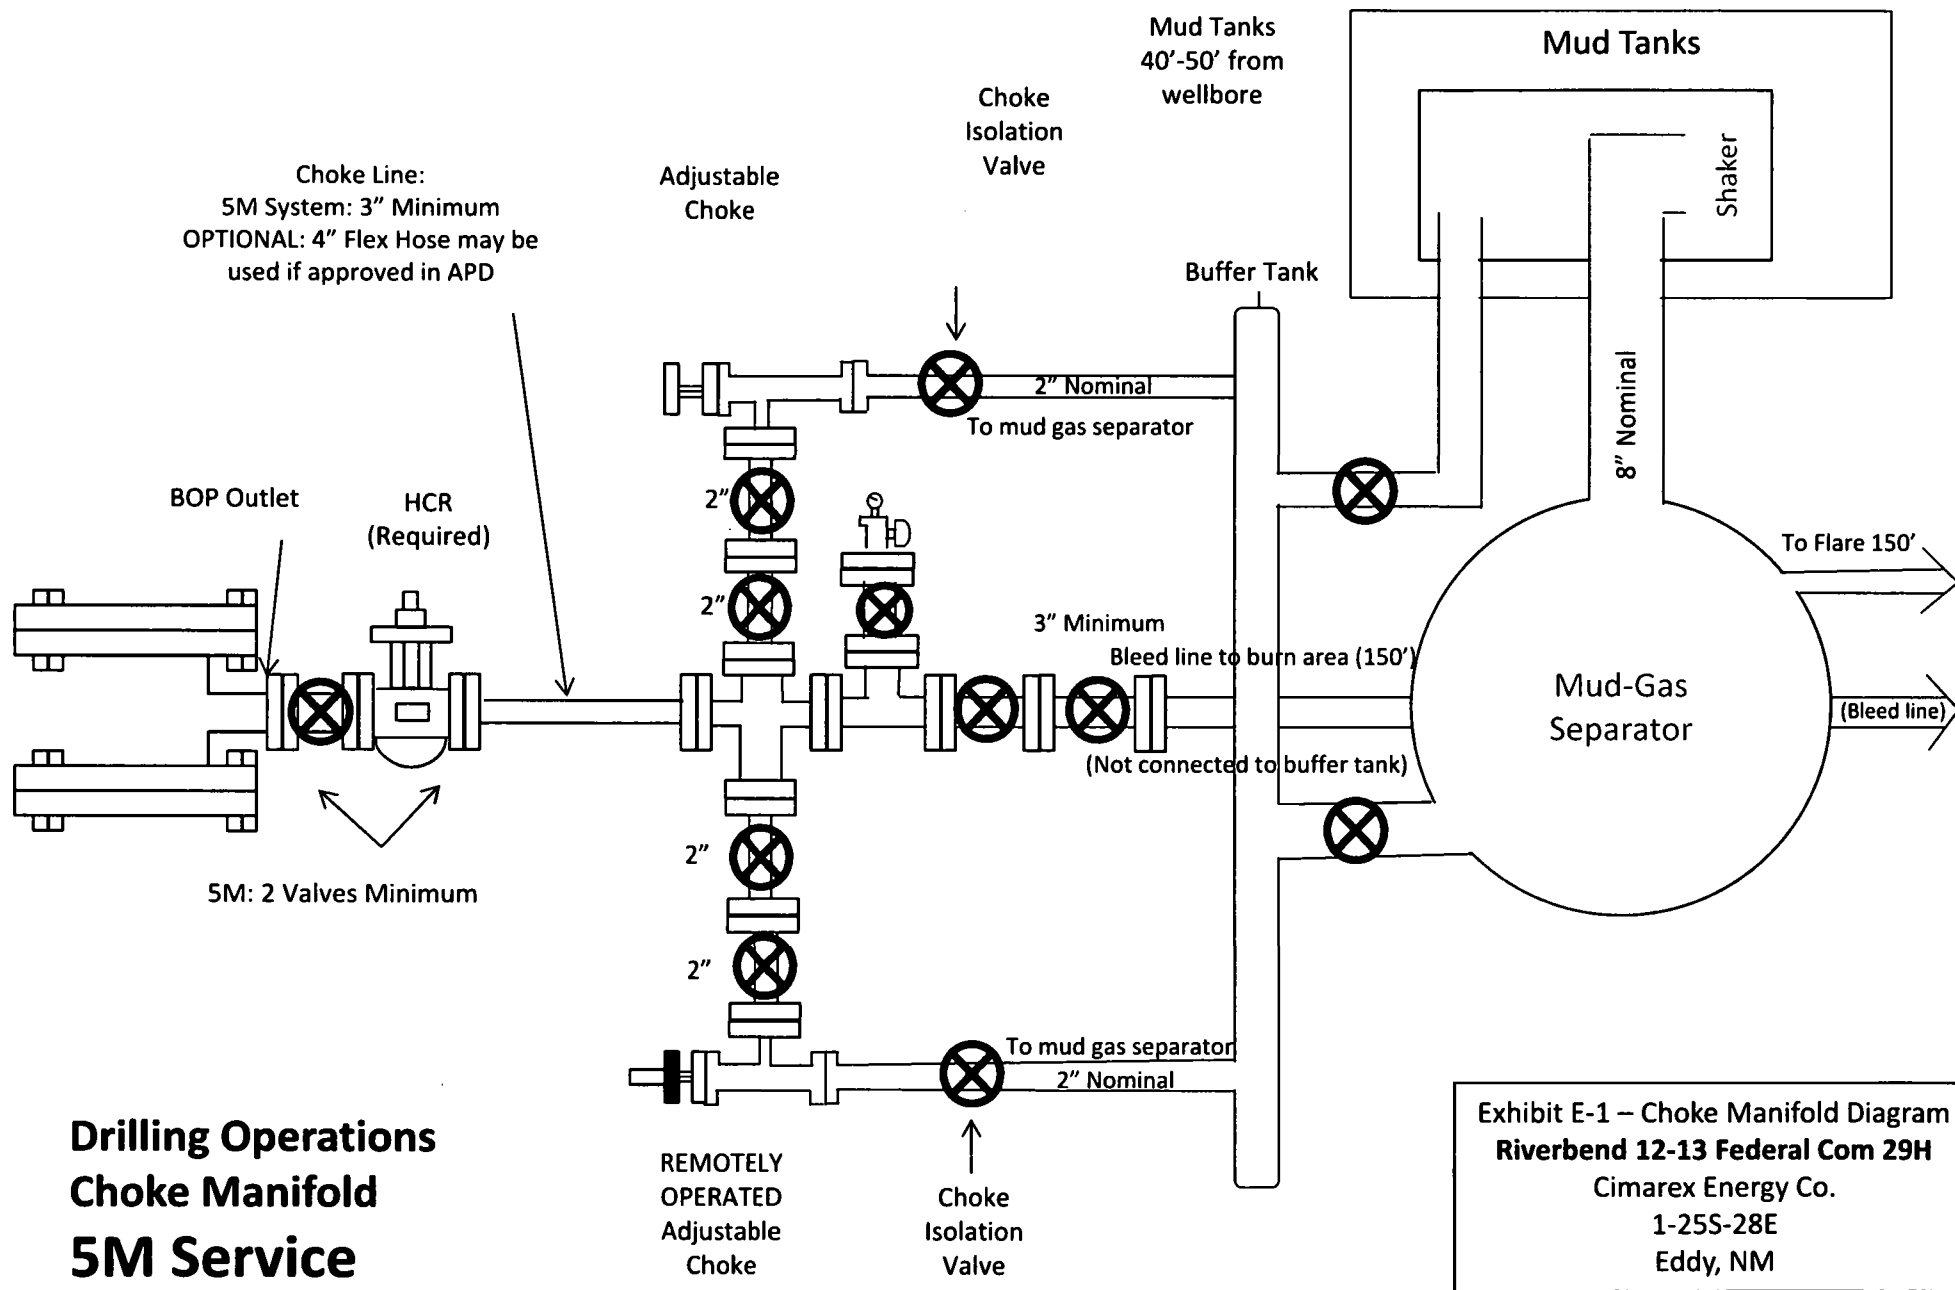 Mud Tanks
40'-50' from
wellbore
Mud Tanks
Shaker
Choke
Isolation
Valve
Choke Line:
5M System: 3" Minimum
OPTIONAL: 4" Flex Hose may be
used if approved in APD
Adjustable
Choke
Buffer Tank
2" Nominal
To mud gas separator
8" Nominal
BOP Outlet
HCR
(Required)
2"
2"
To Flare 150'
3" Minimum
Bleed line to burn area (150')
Mud-Gas
Separator
(Bleed line)
(Not connected to buffer tank)
5M: 2 Valves Minimum
2"
2"
To mud gas separator
2" Nominal
REMOTELY
OPERATED
Adjustable
Choke
Choke
Isolation
Valve
Drilling Operations
Choke Manifold
5M Service
Exhibit E-1 – Choke Manifold Diagram
Riverbend 12-13 Federal Com 29H
Cimarex Energy Co.
1-25S-28E
Eddy, NM